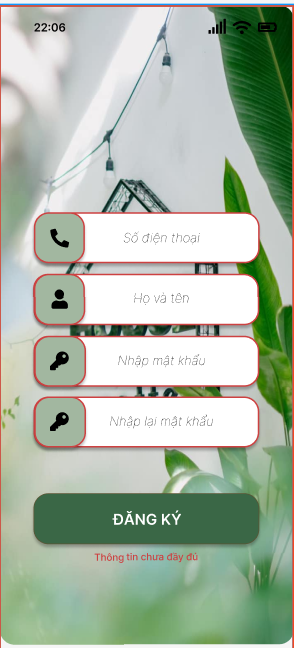 22:06
Số điện thoại
Họ và tên
Nhập mật khẩu
Nhập lại mật khẩu
ĐĂNG KÝ
Thông tin chưa đầy đủ